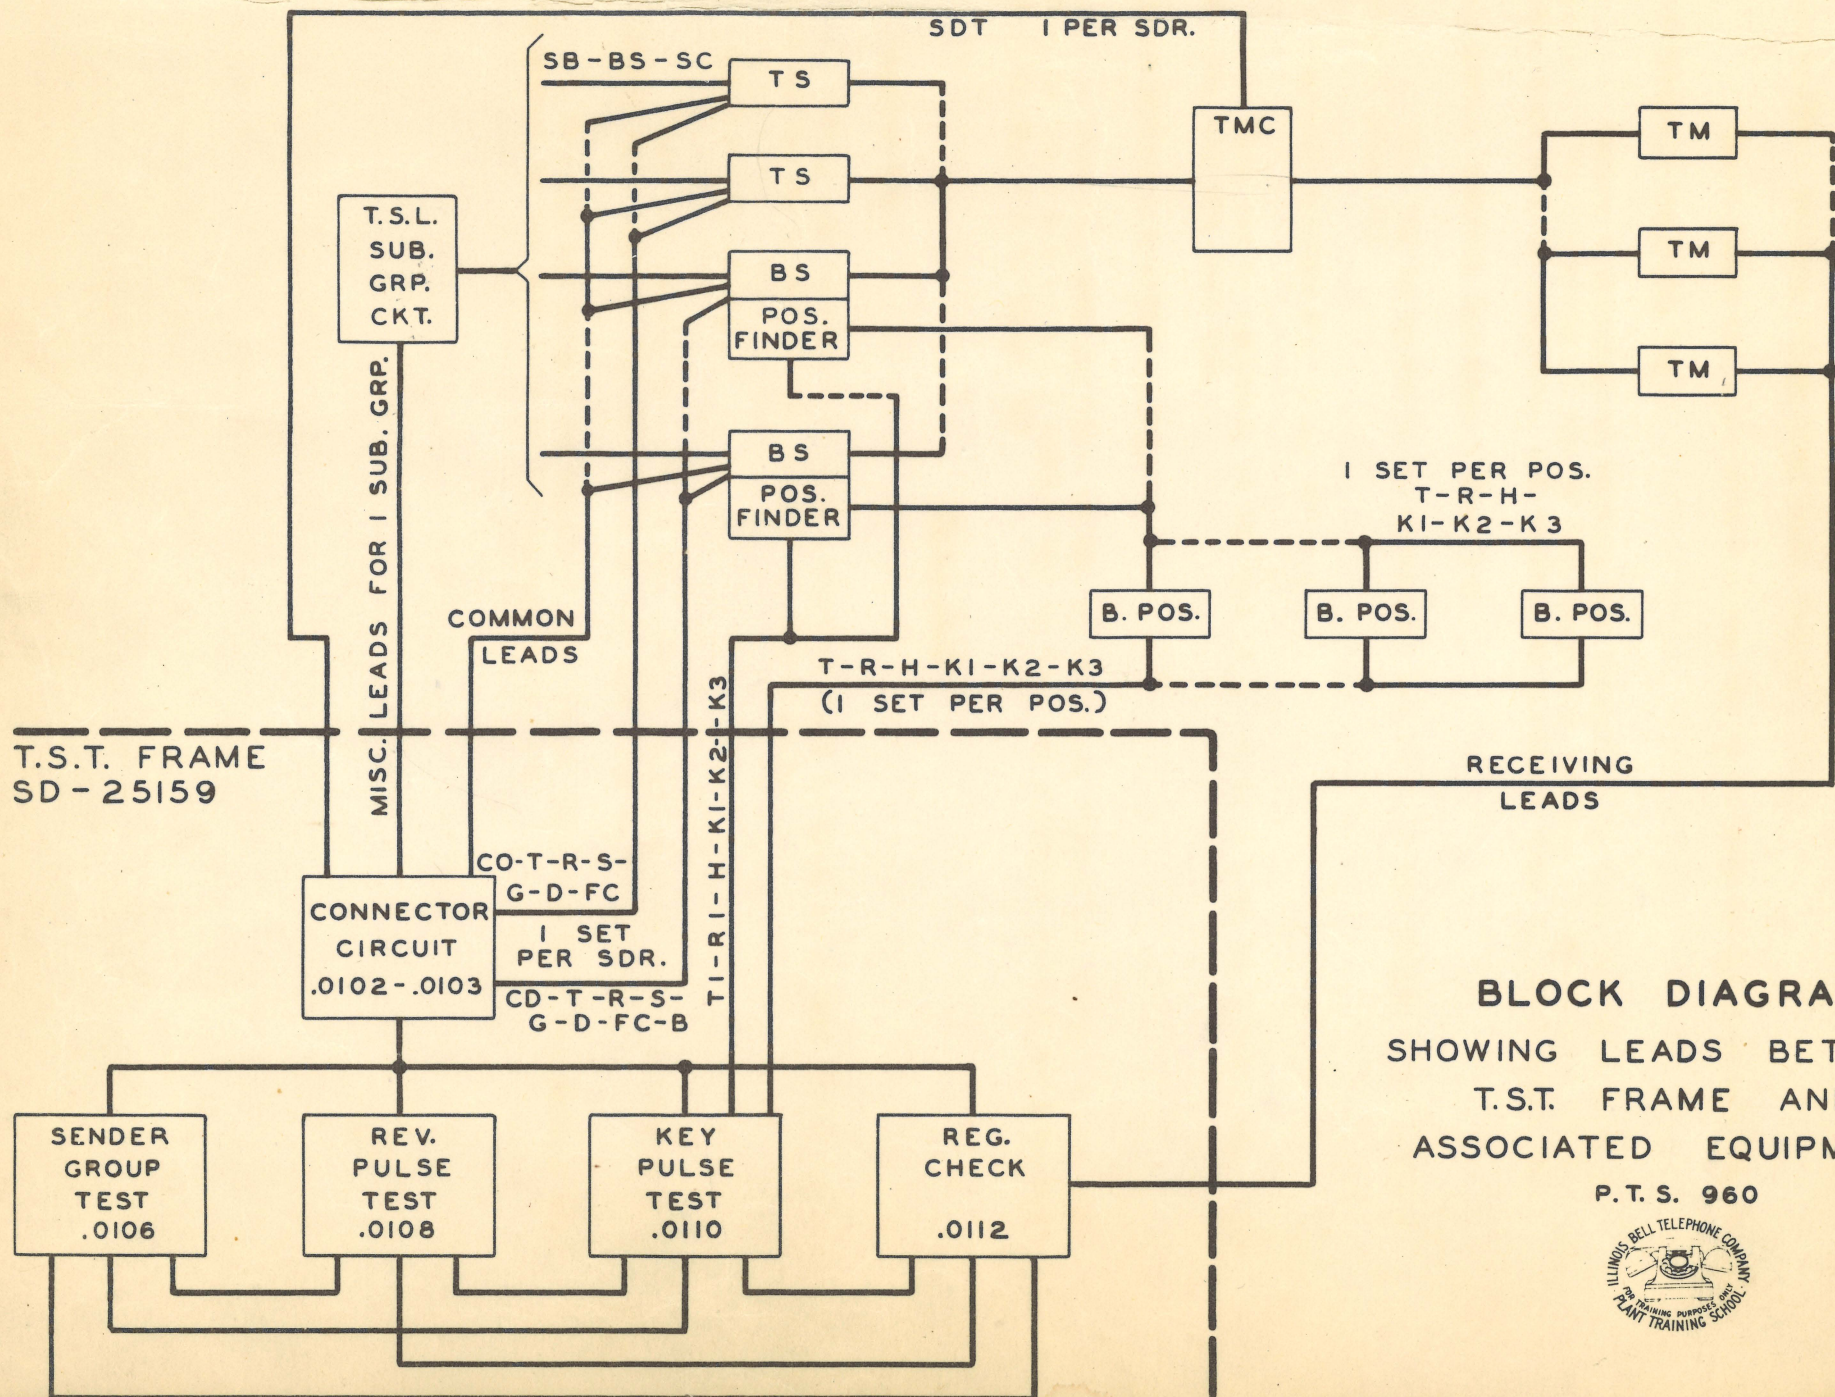 SDT 1 PER SDR.
SB-BS-SC
TS
TMC
TM
TS
T.S.L.
SUB.
GRP.
CKT.
BS
POS.
FINDER
TM
TM
BS
POS.
FINDER
MISC. LEADS FOR 1 SUB. GRP.
1 SET PER POS.
T-R-H-
K1-K2-K3
B. POS.
B. POS.
B. POS.
COMMON
LEADS
T-R-H-K1-K2-K3
(1 SET PER POS.)
T1-R1-H-K1-K2-K3
T.S.T. FRAME
SD-25159
RECEIVING
LEADS
CO-T-R-S-
G-D-FC
1 SET
PER SDR.
CD-T-R-S-
G-D-FC-B
CONNECTOR
CIRCUIT
.0102-.0103
SENDER
GROUP
TEST
.0106
REV.
PULSE
TEST
.0108
KEY
PULSE
TEST
.0110
REG.
CHECK
.0112
BLOCK DIAGRA
SHOWING LEADS BET
T.S.T. FRAME AN
ASSOCIATED EQUIPM
P.T.S. 960
ILLINOIS BELL TELEPHONE COMPANY
FOR TRAINING PURPOSES ONLY
PLANT TRAINING SCHOOL